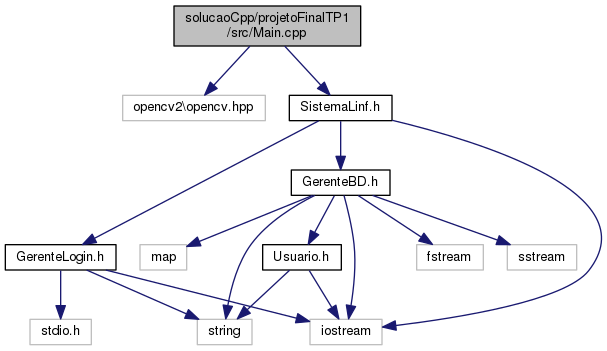 solucaoCpp/projetoFinalTP1
/src/Main.cpp
opencv2\opencv.hpp
SistemaLinf.h
GerenteBD.h
GerenteLogin.h
map
Usuario.h
fstream
sstream
stdio.h
string
iostream